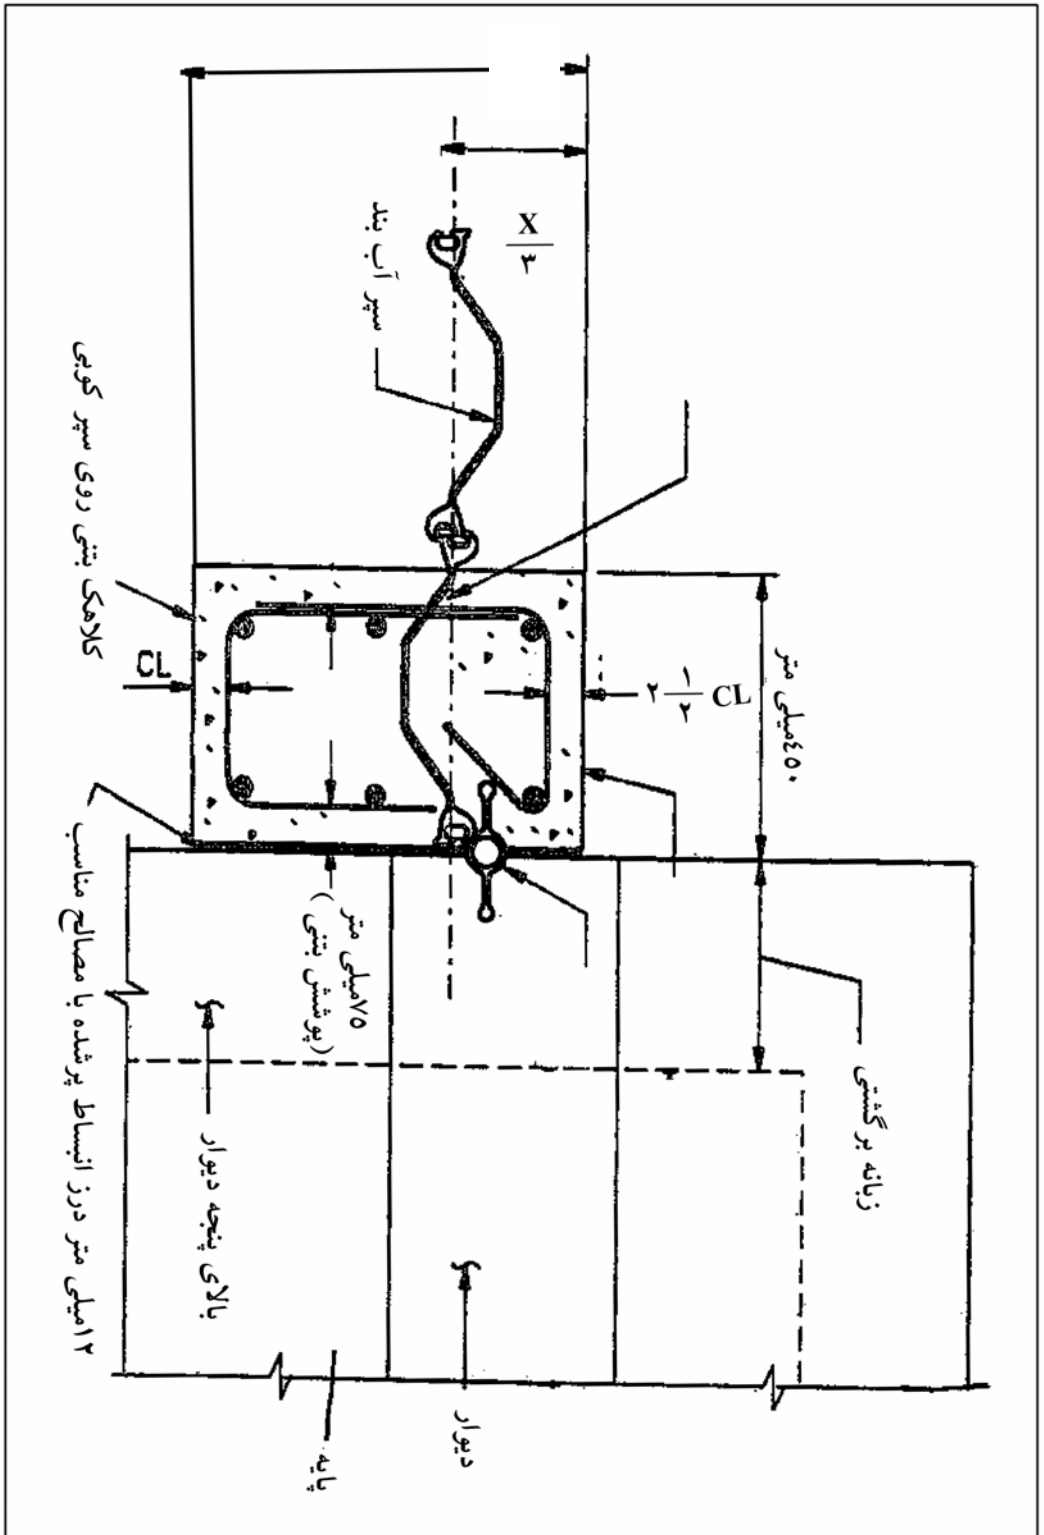 X
۳
سپر آب بند
کلاهک بتنی روی سپر کوبی
CL
۲ ۱/۲ CL
۴۵۰میلی متر
۷۵میلی متر
(پوشش بتنی)
زبانه برگشتی
۱۲میلی متر درز انبساط پرشده با مصالح مناسب
بالای پنجه دیوار
دیوار
پایه